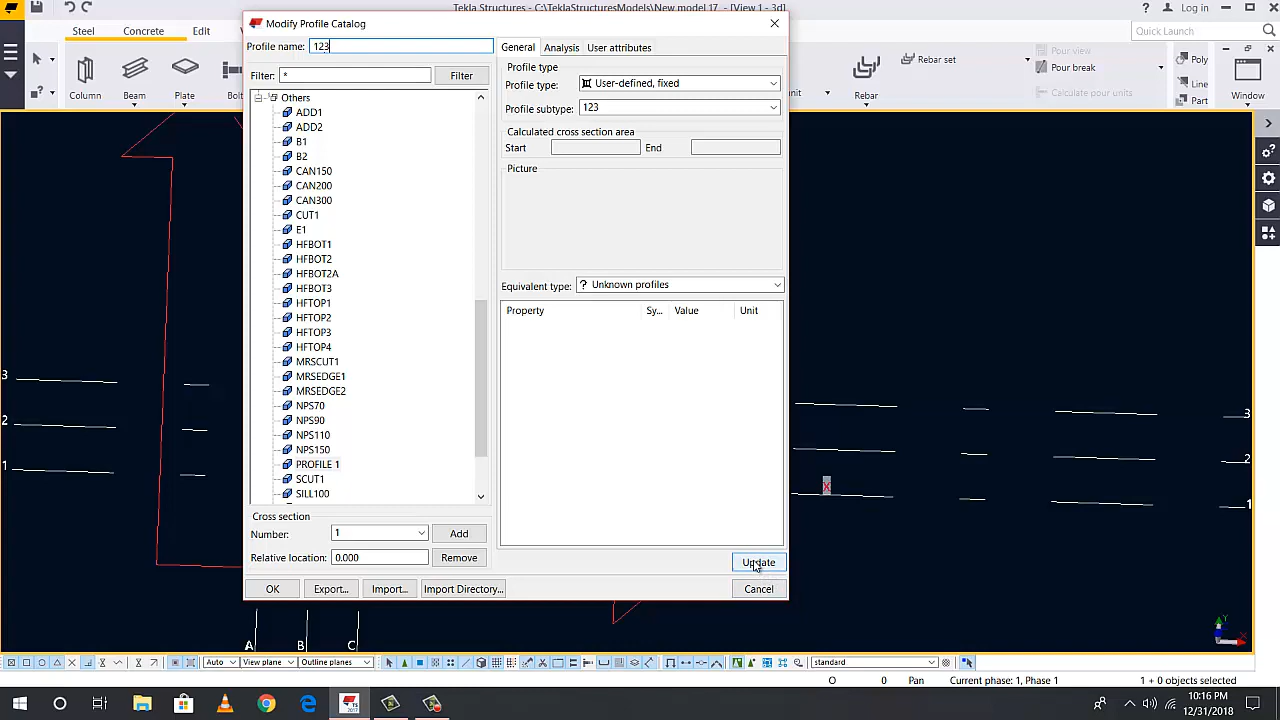 Tekla Structures - C:\TeklaStructuresModels\New model 17 - [View 1 - 3d]
Log in
Steel Concrete Edit
Quick Launch
Column Beam Plate
Rebar
Rebar set
Pour view
Pour break
Calculate pour units
Poly
Line
Part
Window
Modify Profile Catalog
Profile name: 123
Filter: * Filter
Others
ADD1
ADD2
B1
B2
CAN150
CAN200
CAN300
CUT1
E1
HFBOT1
HFBOT2
HFBOT2A
HFBOT3
HFTOP1
HFTOP2
HFTOP3
HFTOP4
MRSCUT1
MRSEDGE1
MRSEDGE2
NPS70
NPS90
NPS110
NPS150
PROFILE 1
SCUT1
SILL100
Cross section
Number: 1 Add
Relative location: 0.000 Remove
OK Export... Import... Import Directory...
General Analysis User attributes
Profile type
Profile type: User-defined, fixed
Profile subtype: 123
Calculated cross section area
Start End
Picture
Equivalent type: ? Unknown profiles
Property Sy... Value Unit
Update
Cancel
3
2
1
3
2
1
A B C
X
Auto View plane Outline planes standard
O 0 Pan Current phase: 1, Phase 1 1 + 0 objects selected
10:16 PM
12/31/2018